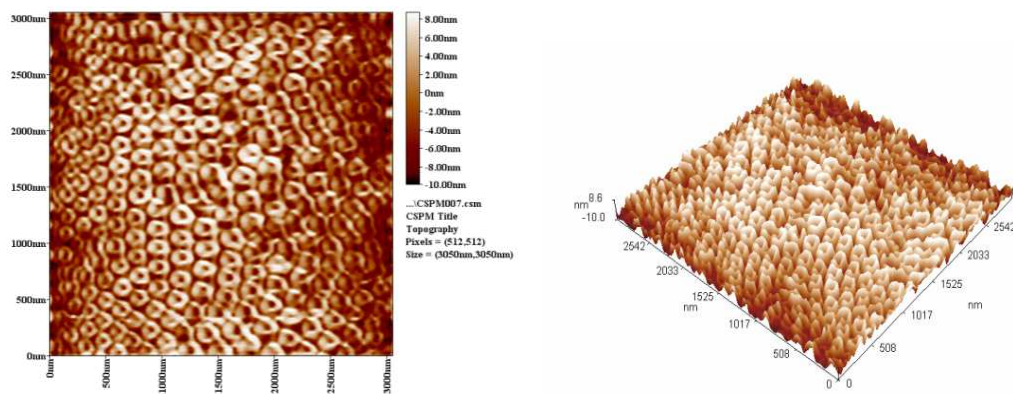 3000nm
2500nm
2000nm
1500nm
1000nm
500nm
0nm
0nm
500nm
1000nm
1500nm
2000nm
2500nm
3000nm
8.00nm
6.00nm
4.00nm
2.00nm
0nm
-2.00nm
-4.00nm
-6.00nm
-8.00nm
-10.00nm
...\CSPM007.csm
CSPM Title
Topography
Pixels = (512,512)
Size = (3050nm,3050nm)
nm
8.6
-10.0
2542
2033
1525
nm
1017
508
0
0
508
1017
1525
nm
2033
2542